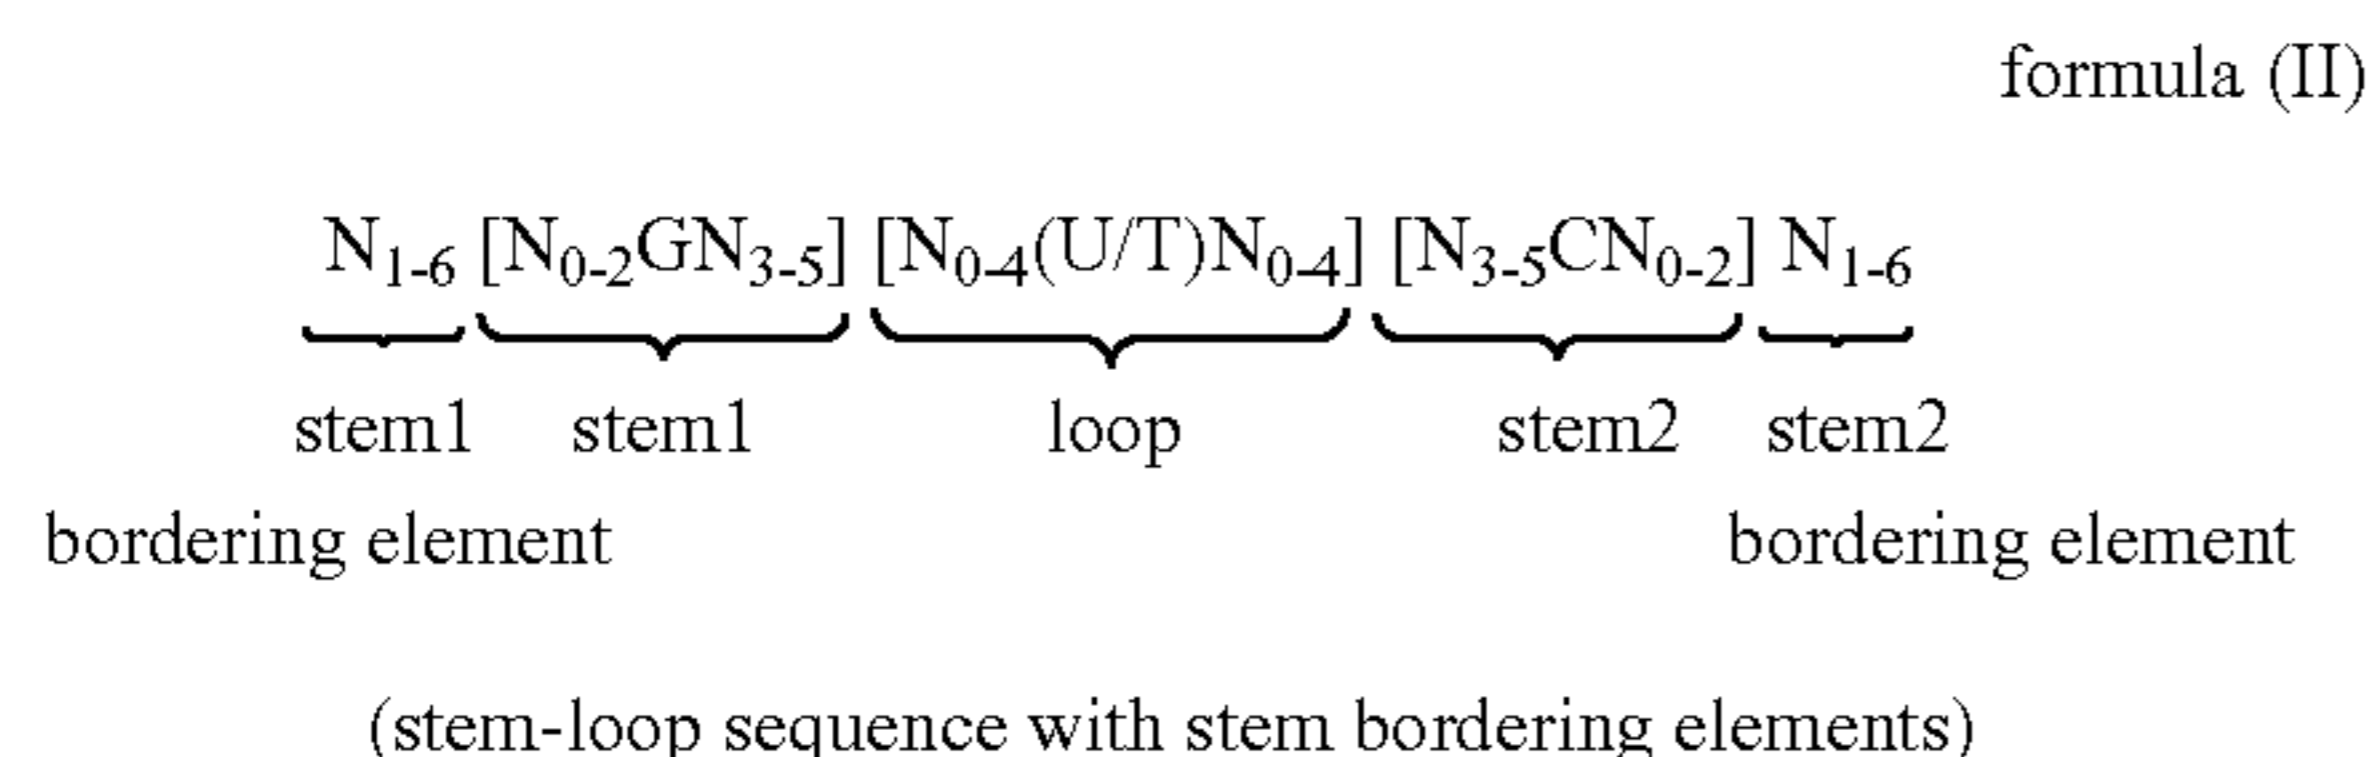 formula (II)
N₁₋₆ [N₀₋₂GN₃₋₅] [N₀₋₄(U/T)N₀₋₄] [N₃₋₅CN₀₋₂] N₁₋₆
stem1 stem1 loop stem2 stem2
bordering element bordering element
(stem-loop sequence with stem bordering elements)